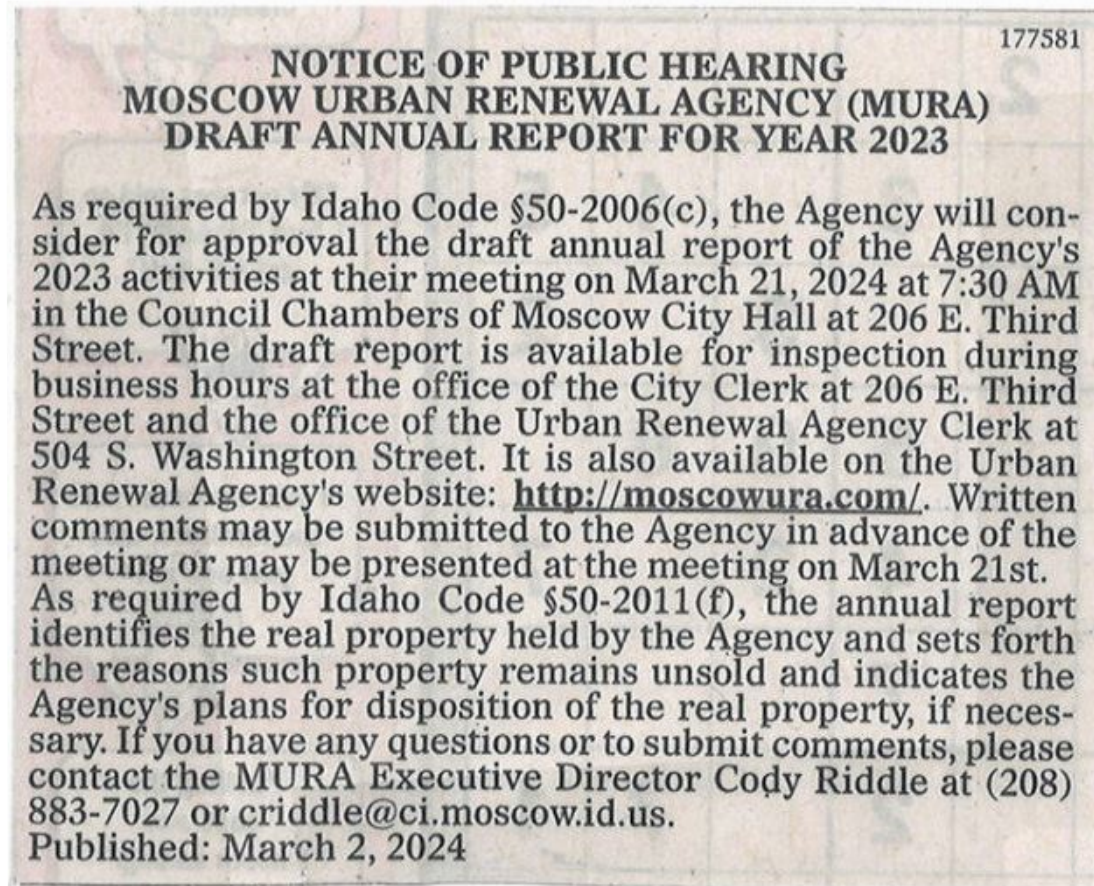 177581
NOTICE OF PUBLIC HEARING
MOSCOW URBAN RENEWAL AGENCY (MURA)
DRAFT ANNUAL REPORT FOR YEAR 2023
As required by Idaho Code §50-2006(c), the Agency will con-
sider for approval the draft annual report of the Agency's
2023 activities at their meeting on March 21, 2024 at 7:30 AM
in the Council Chambers of Moscow City Hall at 206 E. Third
Street. The draft report is available for inspection during
business hours at the office of the City Clerk at 206 E. Third
Street and the office of the Urban Renewal Agency Clerk at
504 S. Washington Street. It is also available on the Urban
Renewal Agency's website: http://moscowura.com/. Written
comments may be submitted to the Agency in advance of the
meeting or may be presented at the meeting on March 21st.
As required by Idaho Code §50-2011(f), the annual report
identifies the real property held by the Agency and sets forth
the reasons such property remains unsold and indicates the
Agency's plans for disposition of the real property, if neces-
sary. If you have any questions or to submit comments, please
contact the MURA Executive Director Cody Riddle at (208)
883-7027 or criddle@ci.moscow.id.us.
Published: March 2, 2024